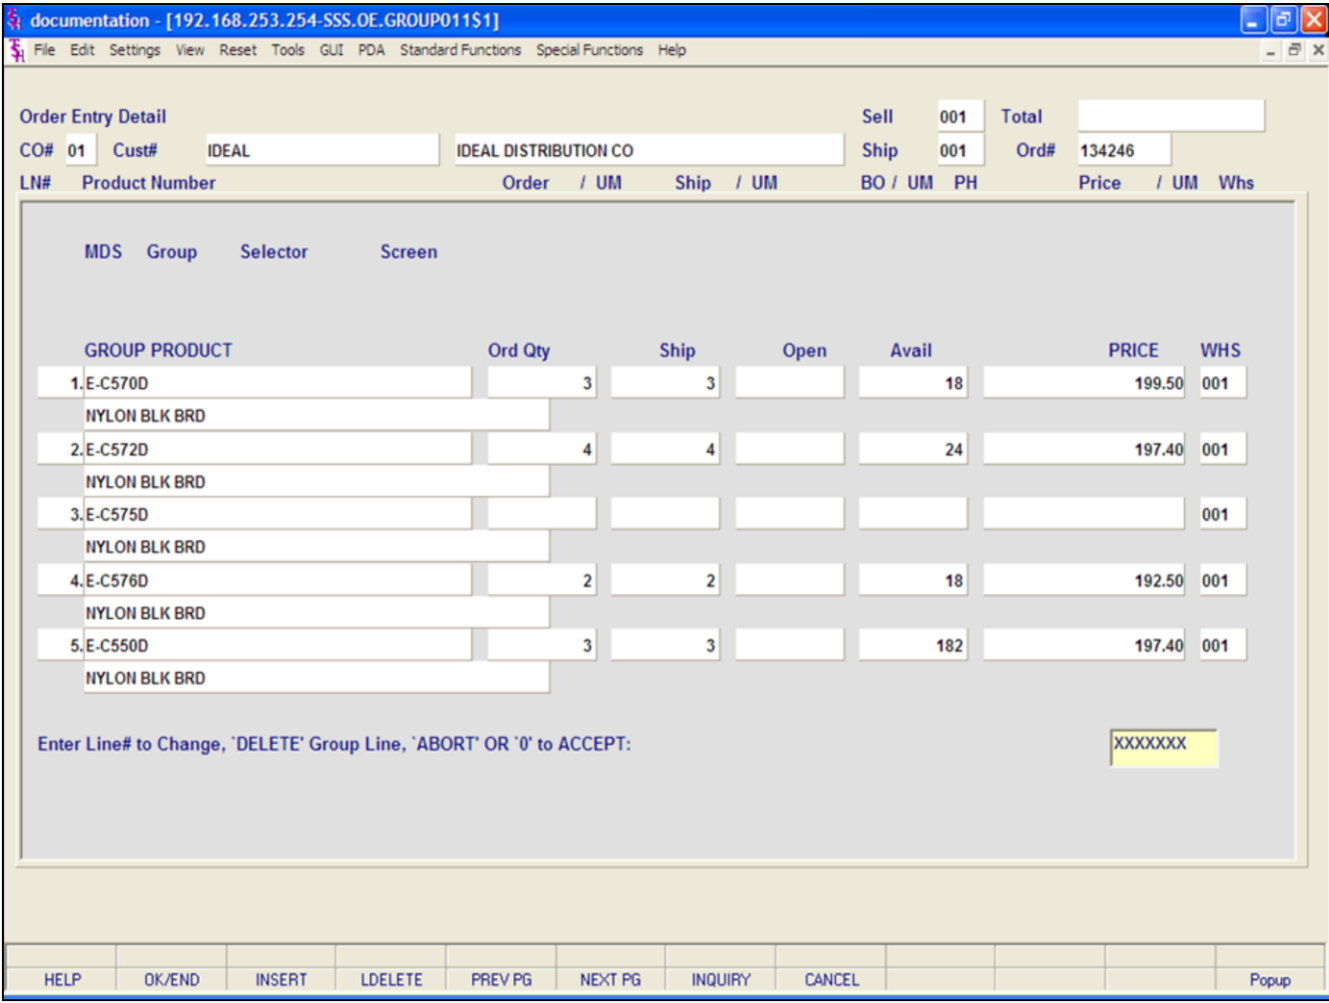 documentation - [192.168.253.254-SSS.OE.GROUP011$1]
File Edit Settings View Reset Tools GUI PDA Standard Functions Special Functions Help
Order Entry Detail Sell 001 Total
CO# 01 Cust# IDEAL IDEAL DISTRIBUTION CO Ship 001 Ord# 134246
LN# Product Number Order / UM Ship / UM BO / UM PH Price / UM Whs
MDS Group Selector Screen
GROUP PRODUCT Ord Qty Ship Open Avail PRICE WHS
1. E-C570D 3 3 18 199.50 001
NYLON BLK BRD
2. E-C572D 4 4 24 197.40 001
NYLON BLK BRD
3. E-C575D 001
NYLON BLK BRD
4. E-C576D 2 2 18 192.50 001
NYLON BLK BRD
5. E-C550D 3 3 182 197.40 001
NYLON BLK BRD
Enter Line# to Change, `DELETE' Group Line, `ABORT' OR `0' to ACCEPT: XXXXXXX
HELP OK/END INSERT LDELETE PREV PG NEXT PG INQUIRY CANCEL Popup